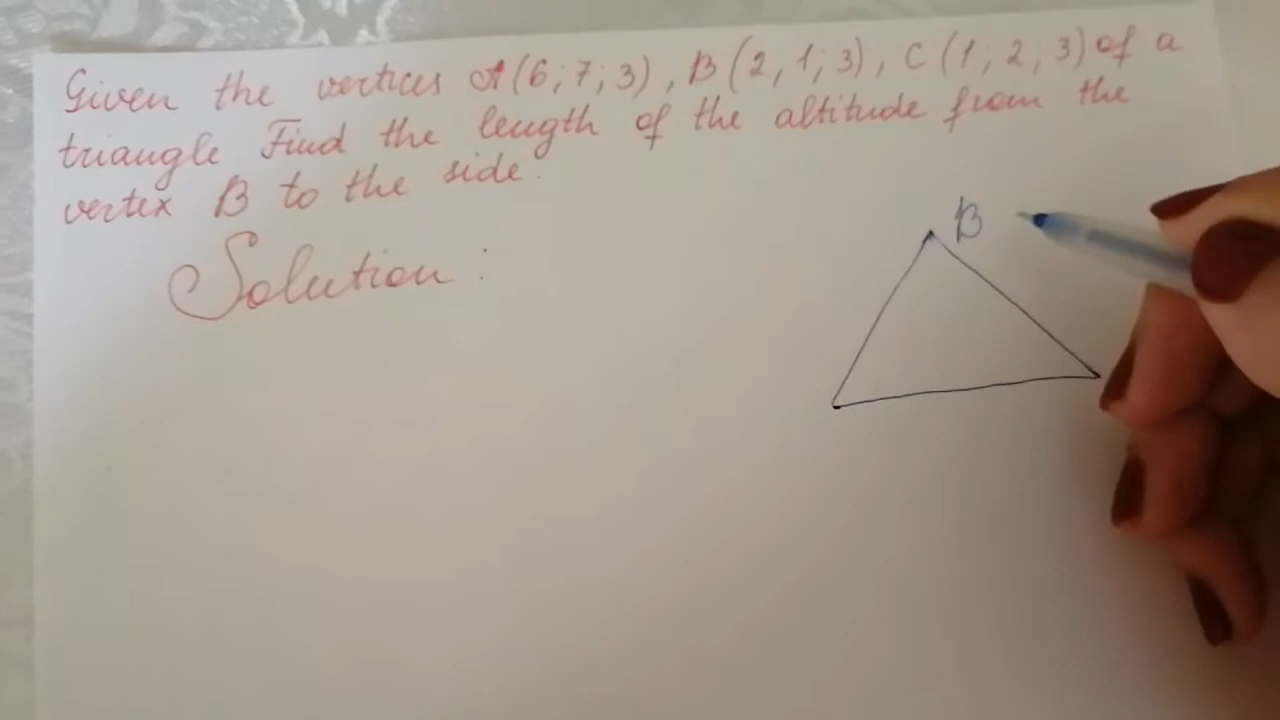 Given the vertices A(6; 7; 3), B(2, 1; 3), C(1; 2; 3) of a
triangle Find the length of the altitude from the
vertex B to the side.
Solution:
B